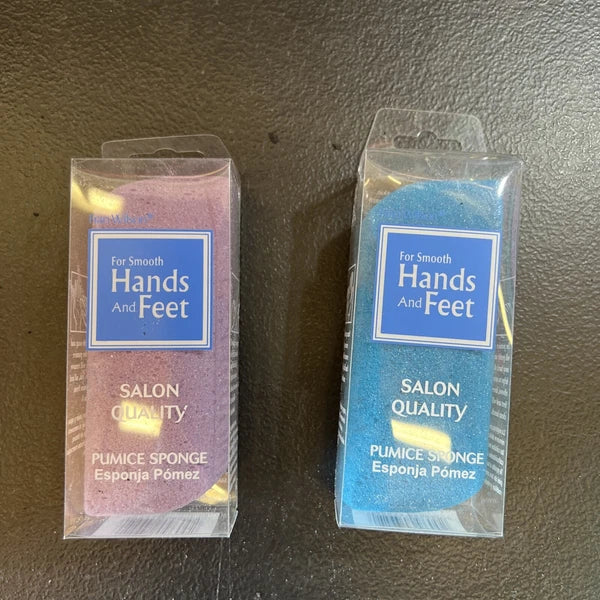 For Smooth
Hands
And Feet
SALON
QUALITY
PUMICE SPONGE
Esponja Pómez
For Smooth
Hands
And Feet
SALON
QUALITY
PUMICE SPONGE
Esponja Pómez